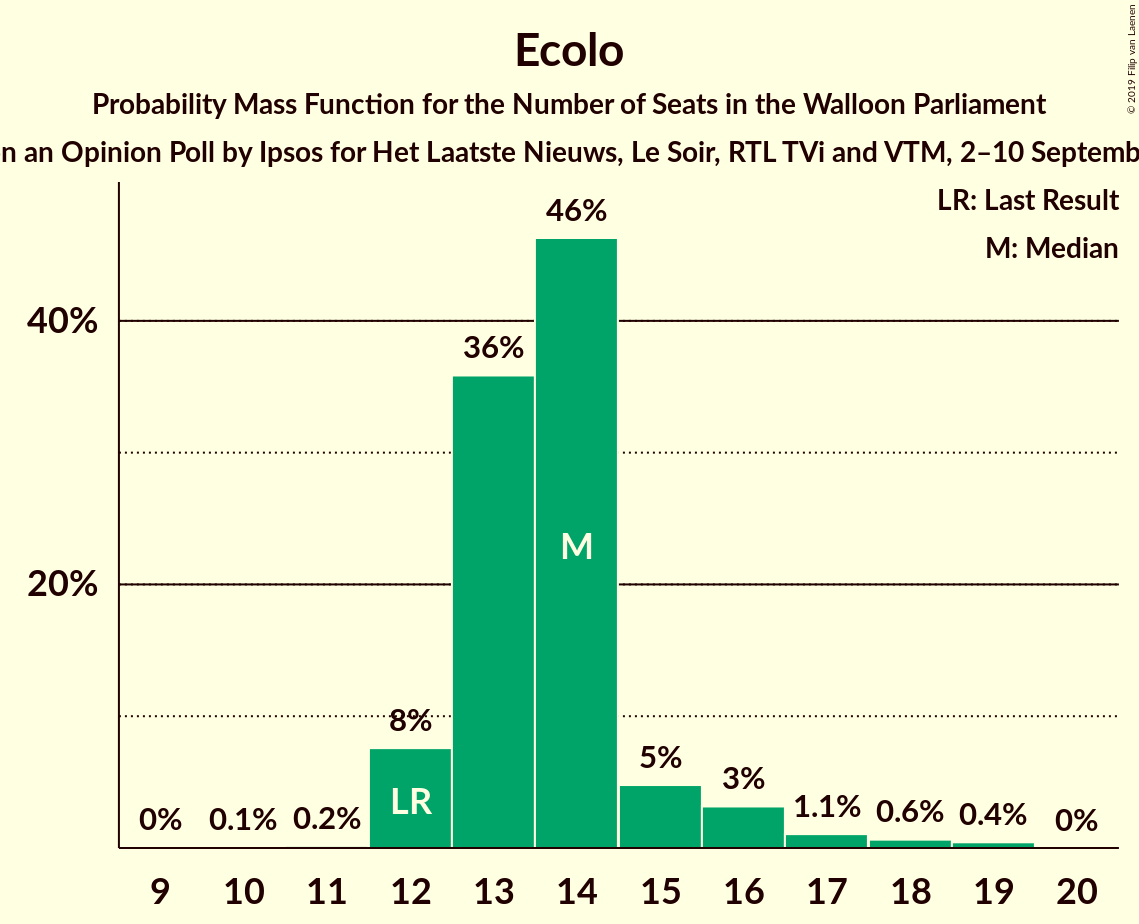 Ecolo
Probability Mass Function for the Number of Seats in the Walloon Parliament
n an Opinion Poll by Ipsos for Het Laatste Nieuws, Le Soir, RTL TVi and VTM, 2–10 Septemb
© 2019 Filip van Laenen
LR: Last Result
M: Median
46%
40%
36%
M
20%
8%
5%
3%
LR
0%
0.1%
0.2%
1.1%
0.6%
0.4%
0%
9 10 11 12 13 14 15 16 17 18 19 20